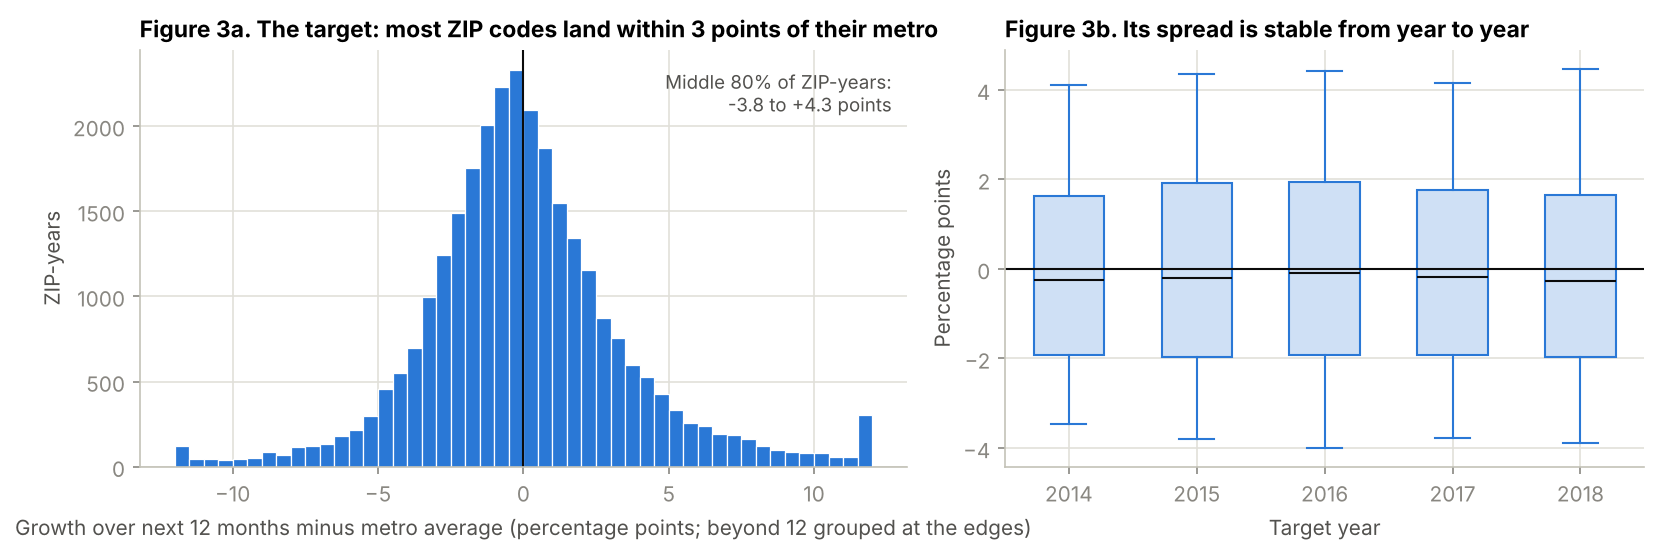 Figure 3a. The target: most ZIP codes land within 3 points of their metro
Middle 80% of ZIP-years:
-3.8 to +4.3 points
ZIP-years
2000
1500
1000
500
0
−10 −5 0 5 10
Growth over next 12 months minus metro average (percentage points; beyond 12 grouped at the edges)
Figure 3b. Its spread is stable from year to year
Percentage points
4
2
0
−2
−4
2014 2015 2016 2017 2018
Target year